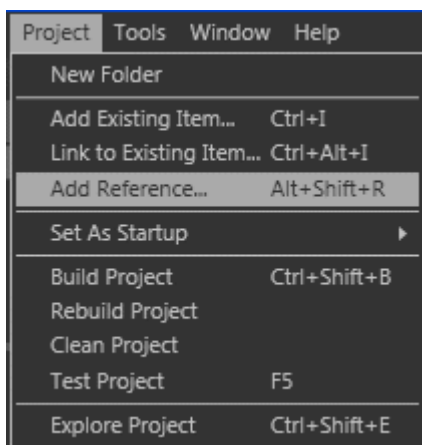 Project Tools Window Help
New Folder
Add Existing Item... Ctrl+I
Link to Existing Item... Ctrl+Alt+I
Add Reference... Alt+Shift+R
Set As Startup
Build Project Ctrl+Shift+B
Rebuild Project
Clean Project
Test Project F5
Explore Project Ctrl+Shift+E